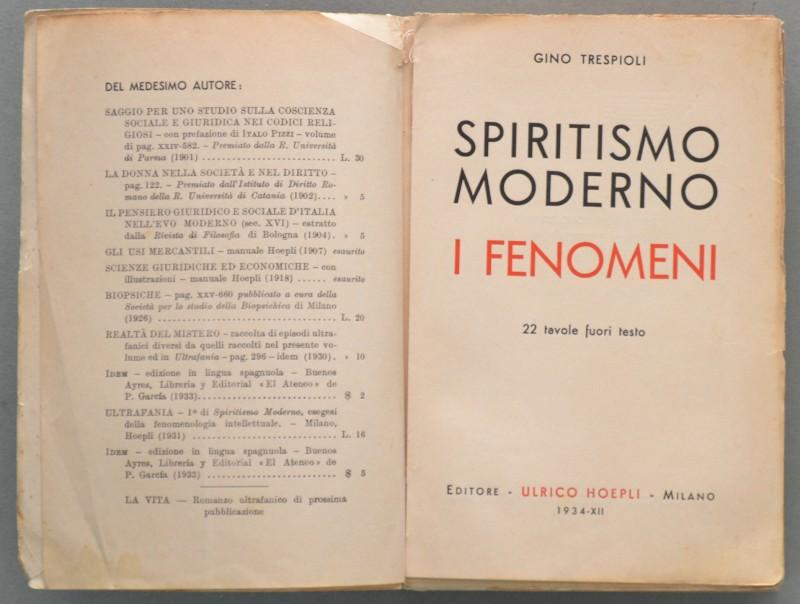 DEL MEDESIMO AUTORE:
SAGGIO PER UNO STUDIO SULLA COSCIENZA
SOCIALE E GIURIDICA NEI CODICI RELI-
GIOSI – con prefazione di ITALO PIZZI – volume
di pag. XXIV-582. – Premiato dalla R. Università
di Parma (1901) ........................ L. 30
LA DONNA NELLA SOCIETÀ E NEL DIRITTO –
pag. 122. – Premiato dall'Istituto di Diritto Ro-
mano della R. Università di Catania (1902).... » 5
IL PENSIERO GIURIDICO E SOCIALE D'ITALIA
NELL'EVO MODERNO (sec. XVI) – estratto
dalla Rivista di Filosofia di Bologna (1904). » 5
GLI USI MERCANTILI – manuale Hoepli (1907) esaurito
SCIENZE GIURIDICHE ED ECONOMICHE – con
illustrazioni – manuale Hoepli (1918) ...... esaurito
BIOPSICHE – pag. XXV-660 pubblicato a cura della
Società per lo studio della Biopsichica di Milano
(1926) ........................ L. 20
REALTÀ DEL MISTERO – raccolta di episodi ultra-
fanici diversi da quelli raccolti nel presente vo-
lume ed in Ultrafania – pag. 296 – idem (1930). » 10
IDEM – edizione in lingua spagnuola – Buenos
Ayres, Libreria y Editorial «El Ateneo» de
P. García (1933)........................ $ 2
ULTRAFANIA – 1º di Spiritismo Moderno, esegesi
della fenomenologia intellettuale. – Milano,
Hoepli (1931) ........................ L. 16
IDEM – edizione in lingua spagnuola – Buenos
Ayres, Libreria y Editorial «El Ateneo» de
P. García (1933) ........................ $ 5
LA VITA — Romanzo ultrafanico di prossima
pubblicazione
GINO TRESPIOLI
SPIRITISMO
MODERNO
I FENOMENI
22 tavole fuori testo
EDITORE - ULRICO HOEPLI - MILANO
1934-XII